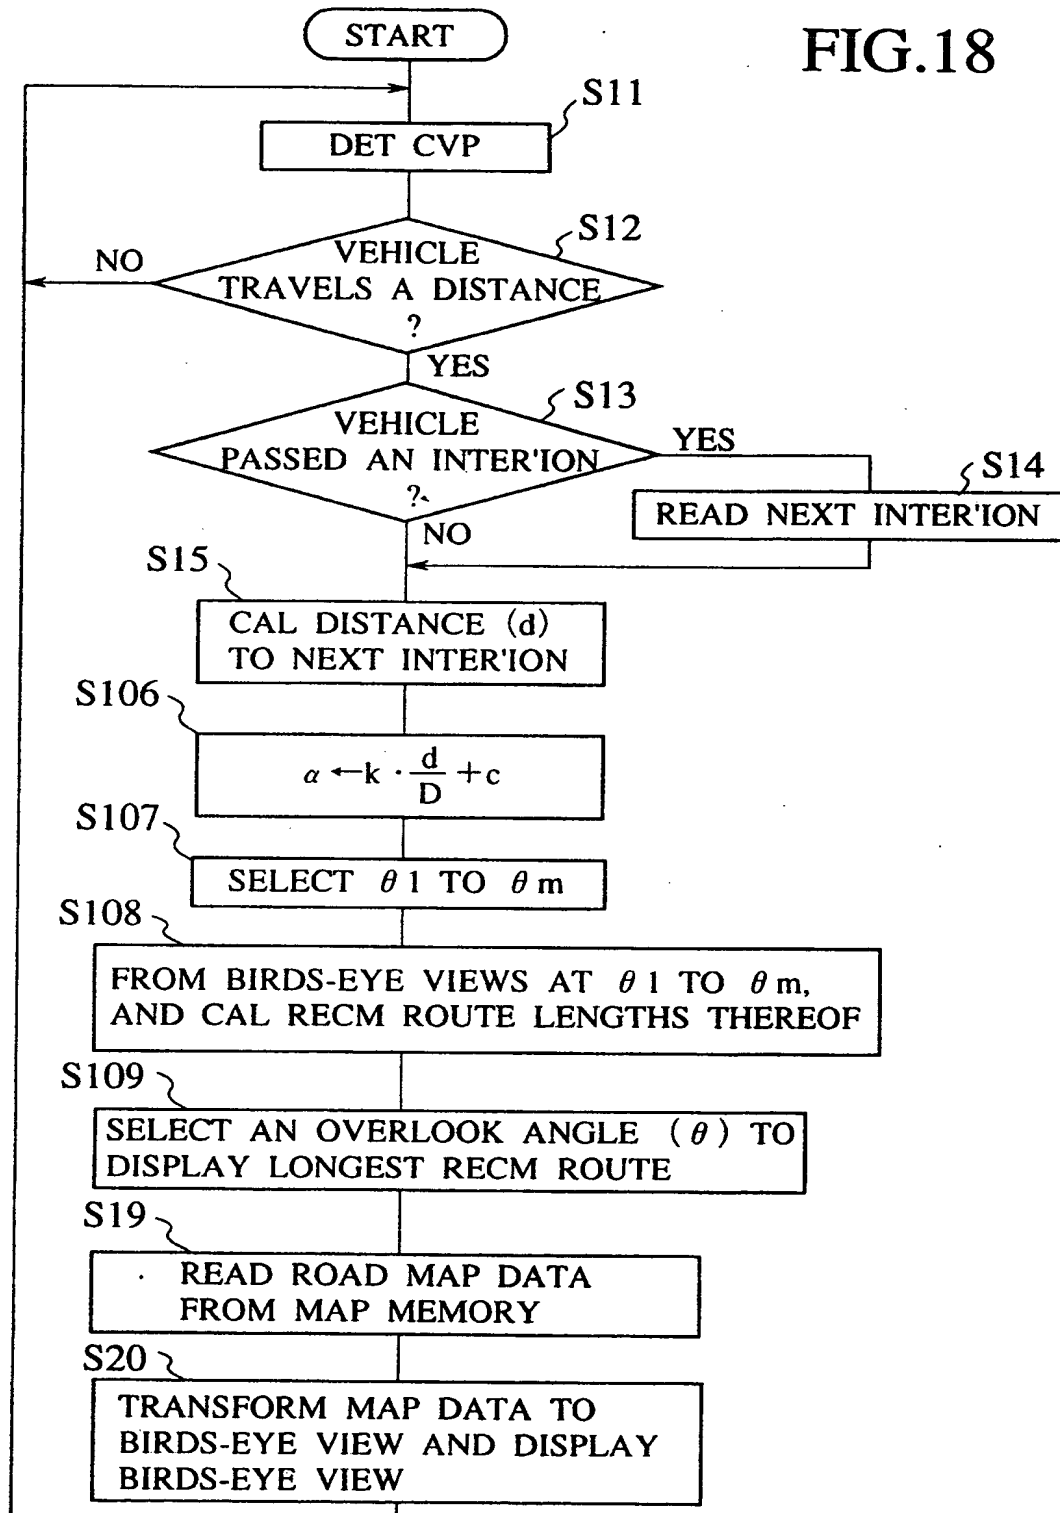 START
FIG.18
S11
DET CVP
S12
NO
VEHICLE
TRAVELS A DISTANCE
?
YES
S13
VEHICLE
PASSED AN INTER'ION
?
YES
S14
READ NEXT INTER'ION
NO
S15
CAL DISTANCE (d)
TO NEXT INTER'ION
S106
α ← k · d/D + c
S107
SELECT θ1 TO θm
S108
FROM BIRDS-EYE VIEWS AT θ1 TO θm,
AND CAL RECM ROUTE LENGTHS THEREOF
S109
SELECT AN OVERLOOK ANGLE (θ) TO
DISPLAY LONGEST RECM ROUTE
S19
READ ROAD MAP DATA
FROM MAP MEMORY
S20
TRANSFORM MAP DATA TO
BIRDS-EYE VIEW AND DISPLAY
BIRDS-EYE VIEW